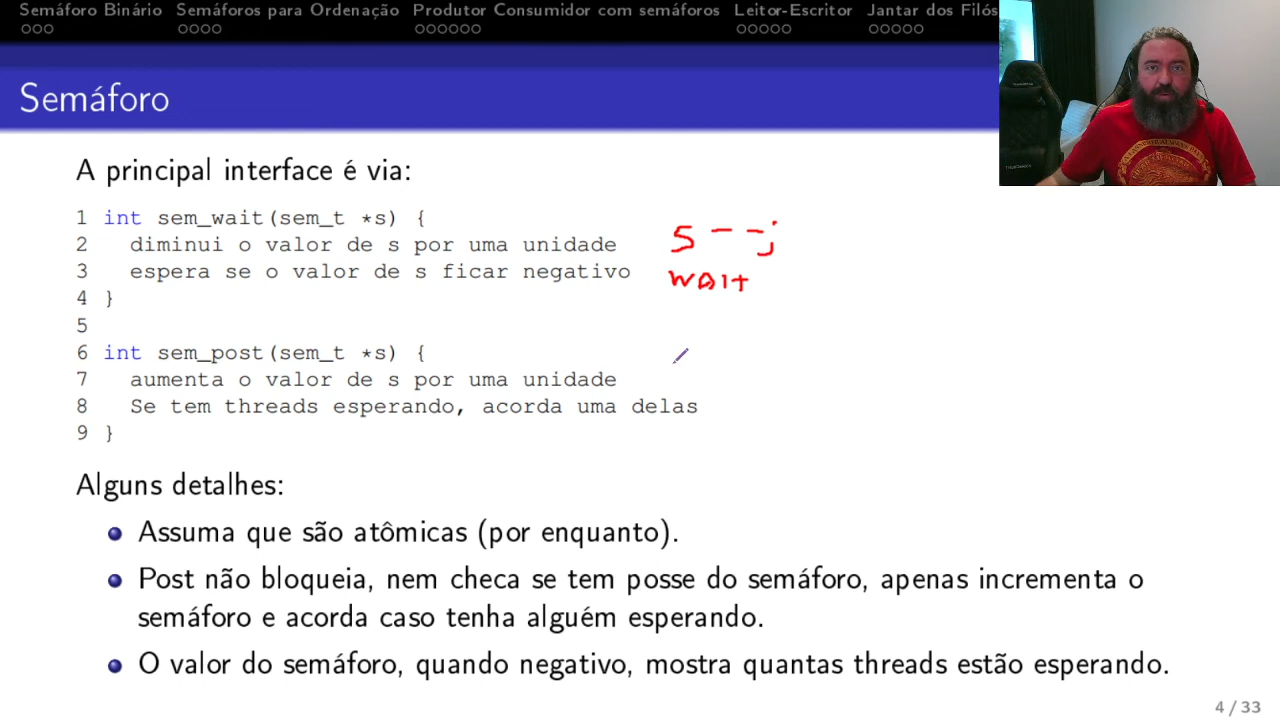 Semáforo Binário Semáforos para Ordenação Produtor Consumidor com semáforos Leitor-Escritor Jantar dos Filós
Semáforo
A principal interface é via:
1 int sem_wait(sem_t *s) {
2 diminui o valor de s por uma unidade
3 espera se o valor de s ficar negativo
4 }
5
6 int sem_post(sem_t *s) {
7 aumenta o valor de s por uma unidade
8 Se tem threads esperando, acorda uma delas
9 }
s--;
wait
Alguns detalhes:
Assuma que são atômicas (por enquanto).
Post não bloqueia, nem checa se tem posse do semáforo, apenas incrementa o
semáforo e acorda caso tenha alguém esperando.
O valor do semáforo, quando negativo, mostra quantas threads estão esperando.
4 / 33